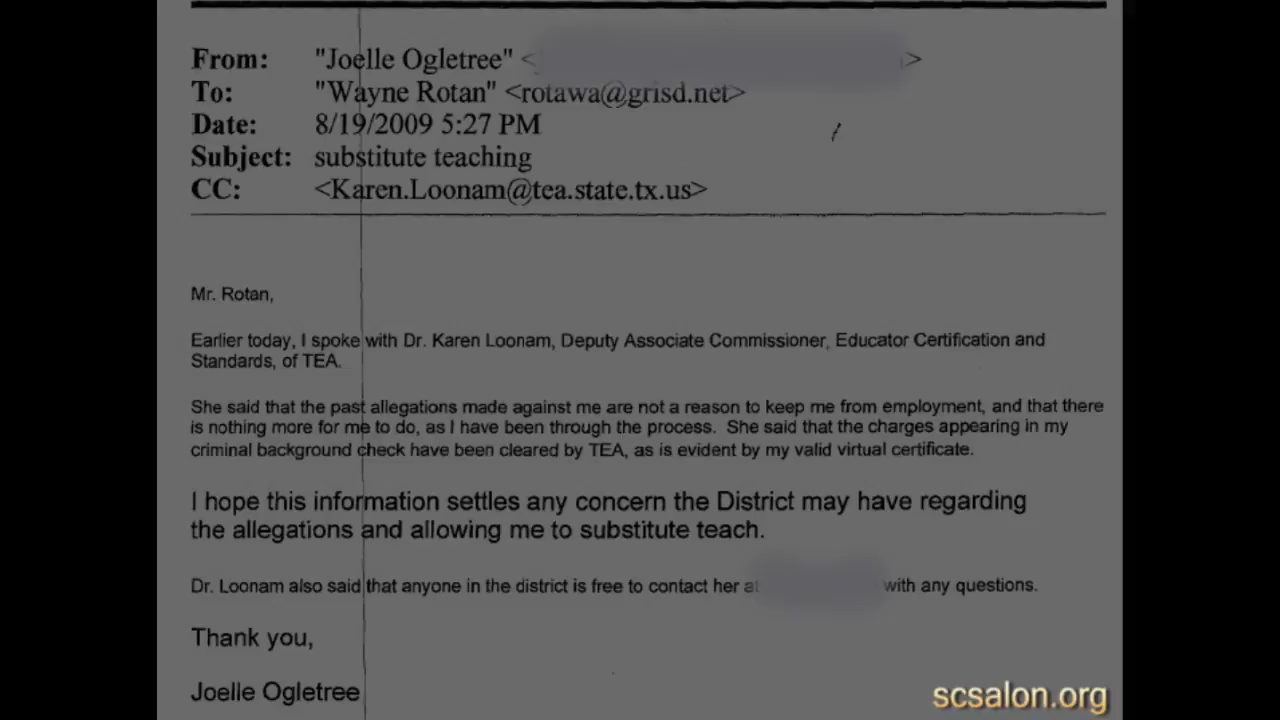 From: "Joelle Ogletree" < >
To: "Wayne Rotan" <rotawa@grisd.net>
Date: 8/19/2009 5:27 PM
Subject: substitute teaching
CC: <Karen.Loonam@tea.state.tx.us>
Mr. Rotan,
Earlier today, I spoke with Dr. Karen Loonam, Deputy Associate Commissioner, Educator Certification and
Standards, of TEA.
She said that the past allegations made against me are not a reason to keep me from employment, and that there
is nothing more for me to do, as I have been through the process. She said that the charges appearing in my
criminal background check have been cleared by TEA, as is evident by my valid virtual certificate.
I hope this information settles any concern the District may have regarding
the allegations and allowing me to substitute teach.
Dr. Loonam also said that anyone in the district is free to contact her at with any questions.
Thank you,
Joelle Ogletree
scsalon.org